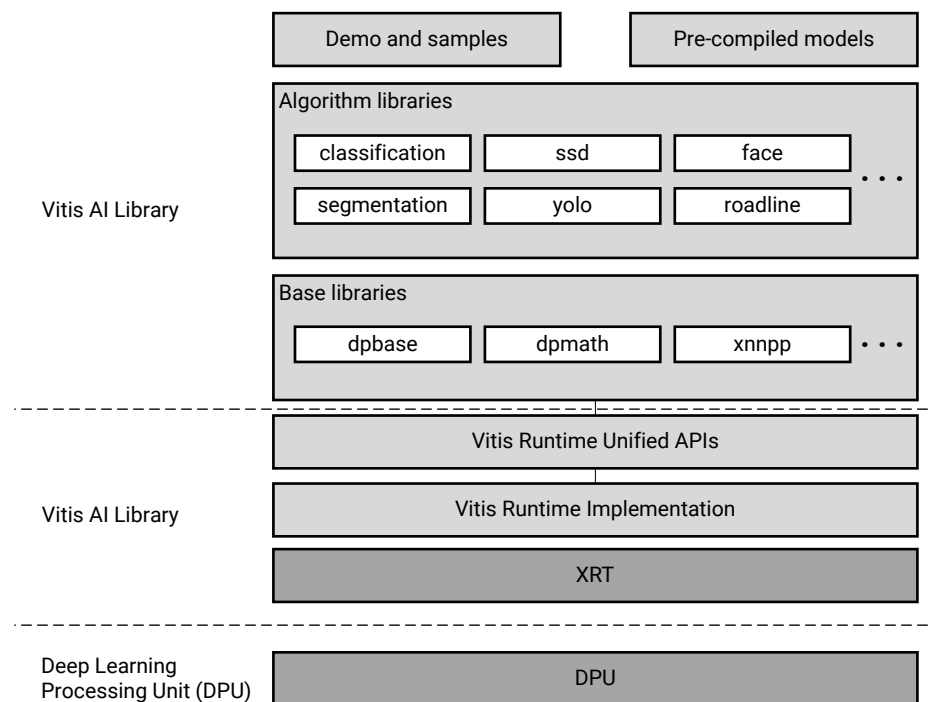 Demo and samples
Pre-compiled models
Vitis AI Library
Algorithm libraries
classification
ssd
face
. . .
segmentation
yolo
roadline
Base libraries
dpbase
dpmath
xnnpp
. . .
Vitis AI Library
Vitis Runtime Unified APIs
Vitis Runtime Implementation
XRT
Deep Learning
Processing Unit (DPU)
DPU